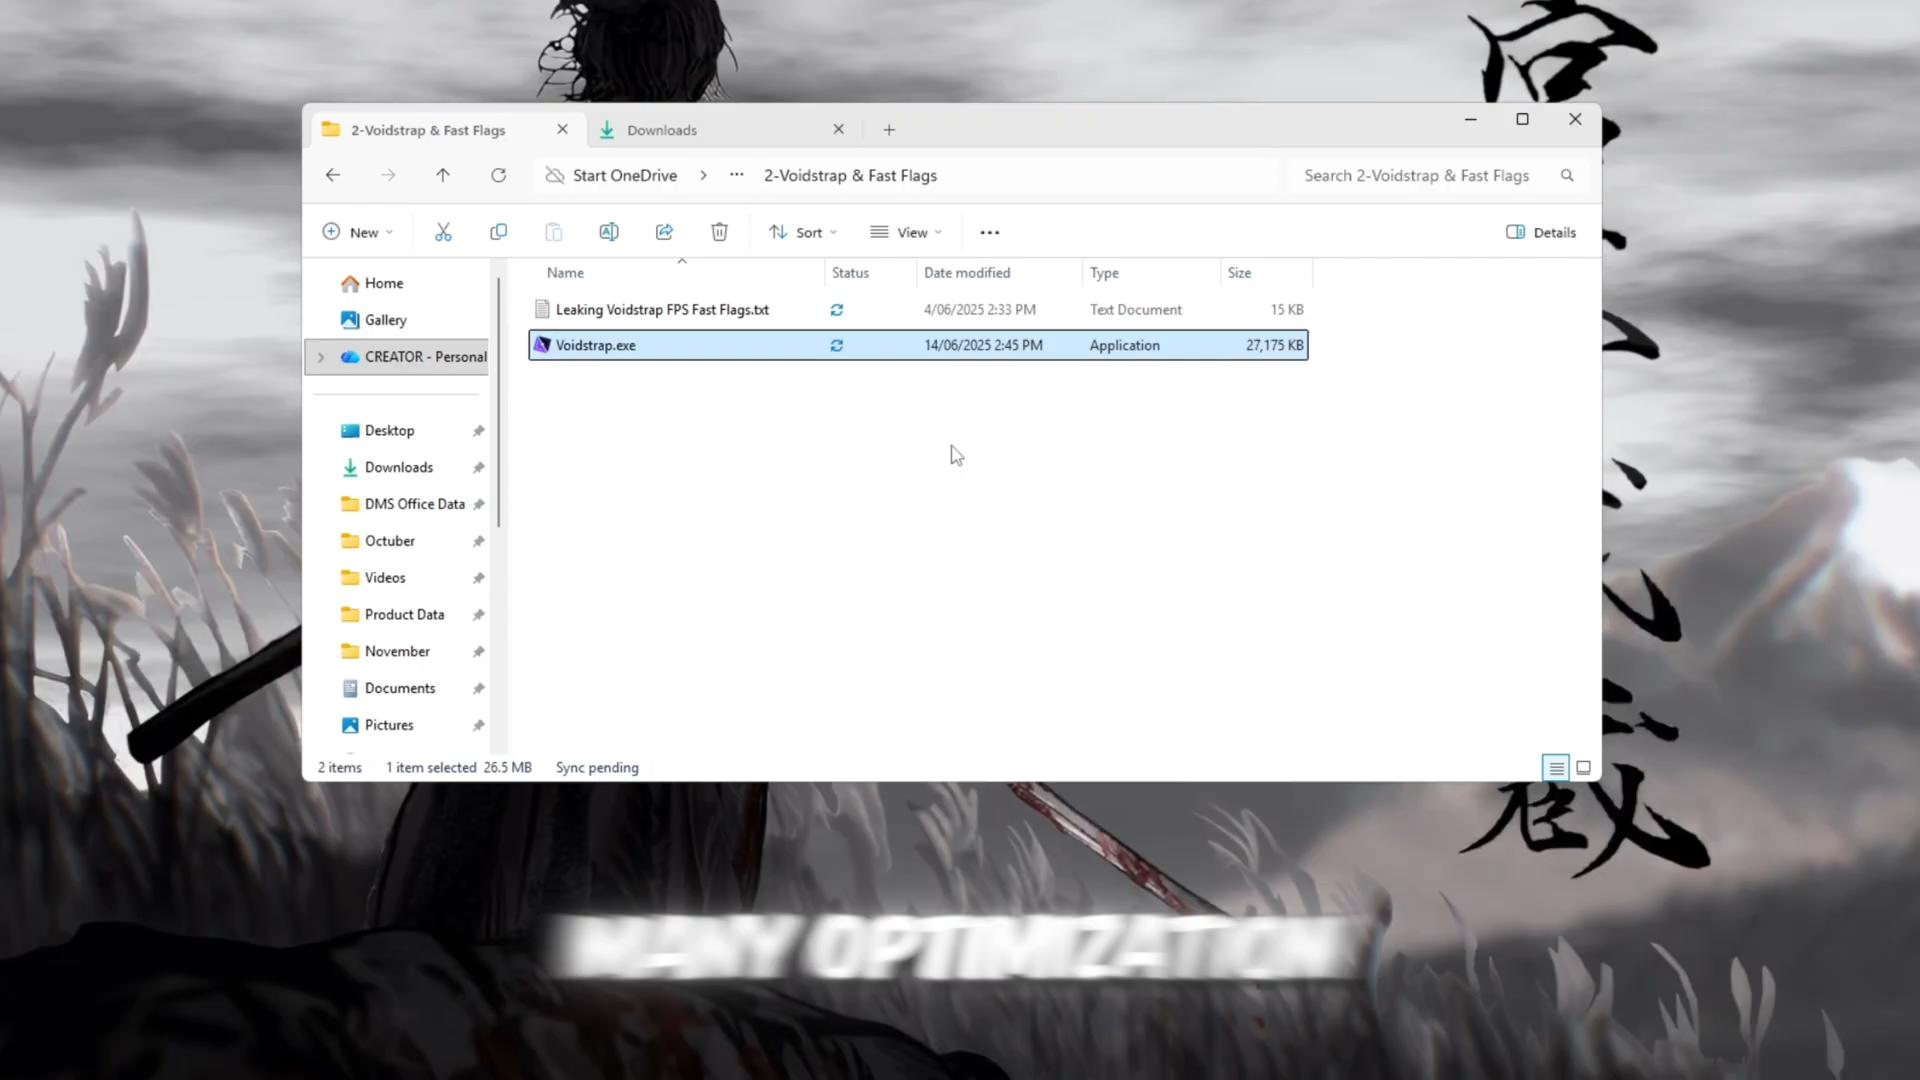 2-Voidstrap & Fast Flags
Downloads
Start OneDrive
2-Voidstrap & Fast Flags
Search 2-Voidstrap & Fast Flags
New
Sort
View
Details
Name
Status
Date modified
Type
Size
Leaking Voidstrap FPS Fast Flags.txt
4/06/2025 2:33 PM
Text Document
15 KB
Voidstrap.exe
14/06/2025 2:45 PM
Application
27,175 KB
Home
Gallery
CREATOR - Personal
Desktop
Downloads
DMS Office Data
Octuber
Videos
Product Data
November
Documents
Pictures
2 items
1 item selected 26.5 MB
Sync pending
MANY OPTIMIZATION